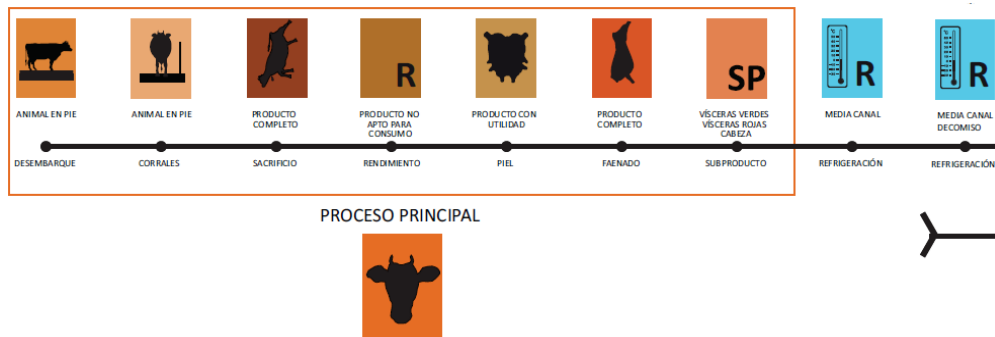 R
SP
R
R
ANIMAL EN PIE
ANIMAL EN PIE
PRODUCTO
COMPLETO
PRODUCTO NO
APTO PARA
CONSUMO
PRODUCTO CON
UTILIDAD
PRODUCTO
COMPLETO
VÍSCERAS VERDES
VÍSCERAS ROJAS
CABEZA
MEDIA CANAL
MEDIA CANAL
DECOMISO
DESEMBARQUE
CORRALES
SACRIFICIO
RENDIMIENTO
PIEL
FAENADO
SUBPRODUCTO
REFRIGERACIÓN
REFRIGERACIÓN
PROCESO PRINCIPAL